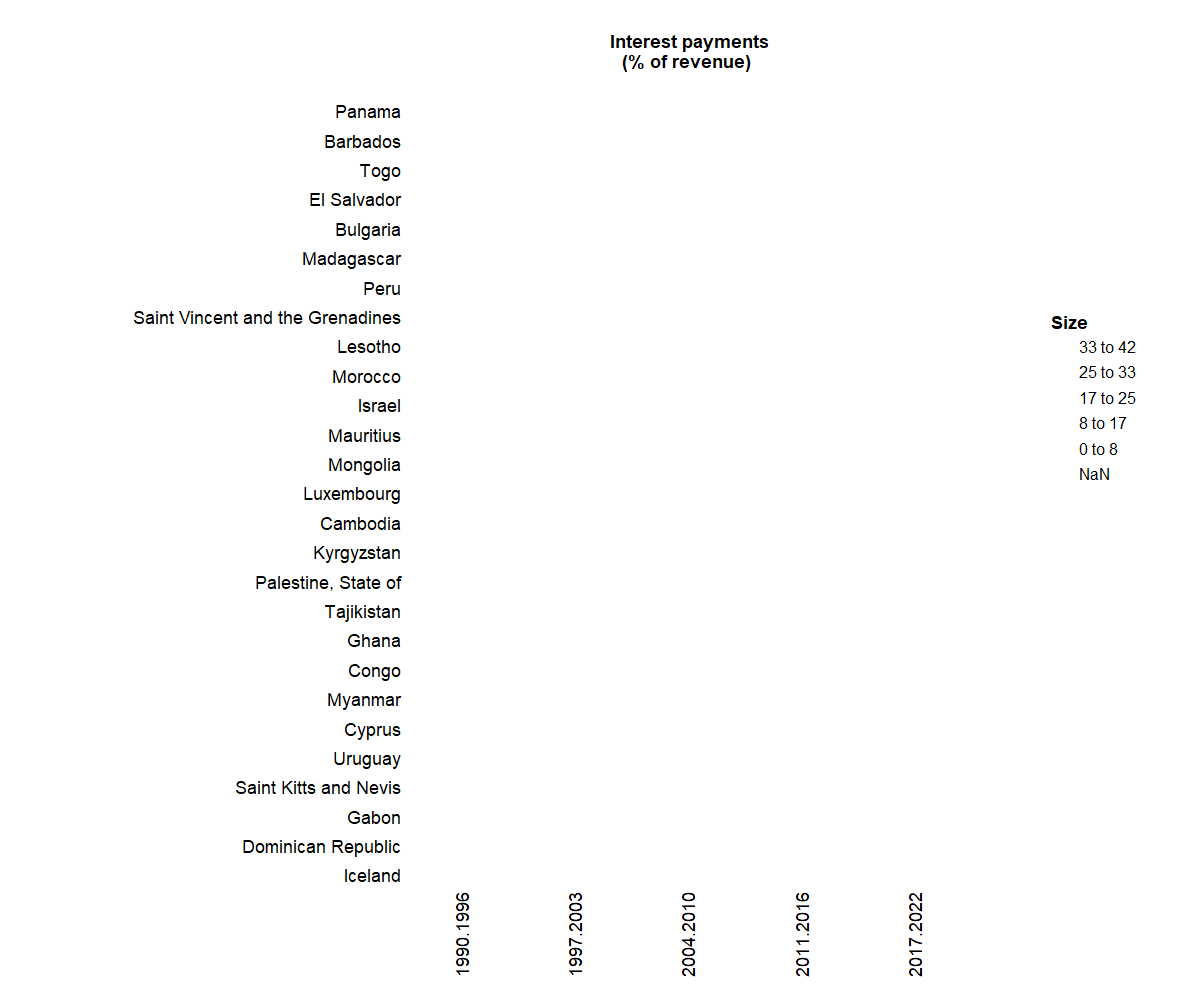 Interest payments
(% of revenue)
Panama
Barbados
Togo
El Salvador
Bulgaria
Madagascar
Peru
Saint Vincent and the Grenadines
Lesotho
Morocco
Israel
Mauritius
Mongolia
Luxembourg
Cambodia
Kyrgyzstan
Palestine, State of
Tajikistan
Ghana
Congo
Myanmar
Cyprus
Uruguay
Saint Kitts and Nevis
Gabon
Dominican Republic
Iceland
1990.1996
1997.2003
2004.2010
2011.2016
2017.2022
Size
33 to 42
25 to 33
17 to 25
8 to 17
0 to 8
NaN